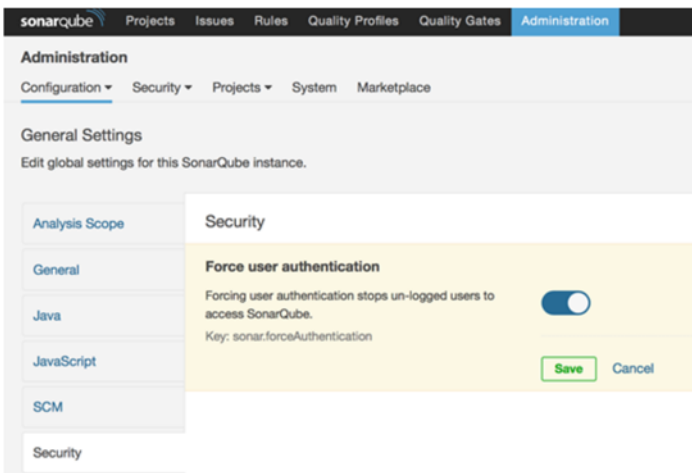 sonarqube Projects Issues Rules Quality Profiles Quality Gates Administration
Administration
Configuration Security Projects System Marketplace
General Settings
Edit global settings for this SonarQube instance.
Analysis Scope
General
Java
JavaScript
SCM
Security
Security
Force user authentication
Forcing user authentication stops un-logged users to
access SonarQube.
Key: sonar.forceAuthentication
Save Cancel